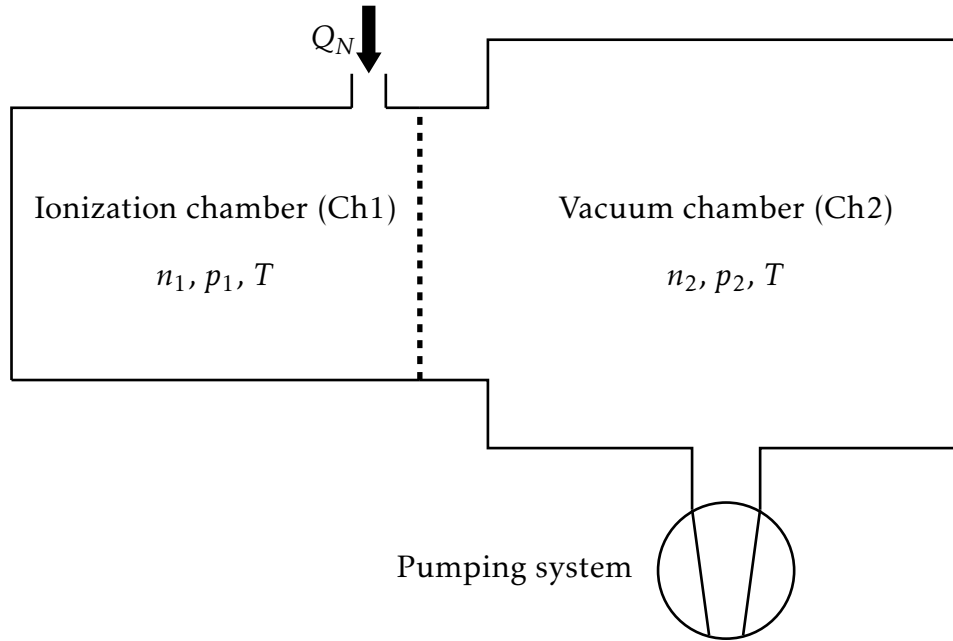 Q_N
Ionization chamber (Ch1)
n_1, p_1, T
Vacuum chamber (Ch2)
n_2, p_2, T
Pumping system